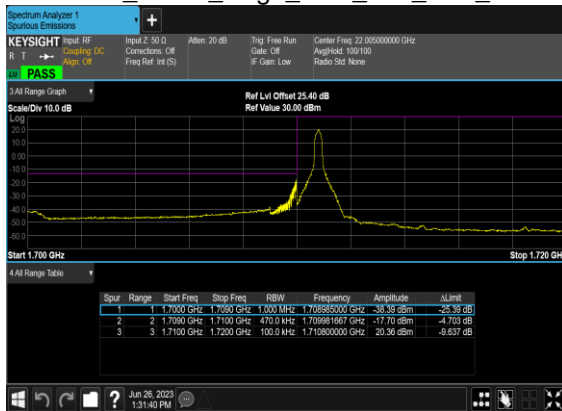 Spectrum Analyzer 1
Spurious Emissions
KEYSIGHT Input: RF Input Z: 50 Ω Atten: 20 dB Trig: Free Run Center Freq: 22.005000000 GHz
R T Coupling: DC Corrections: Off Gate: Off Avg|Hold: 100/100
Align: Off Freq Ref: Int (S) IF Gain: Low Radio Std: None
PASS
3 All Range Graph
Ref Lvl Offset 25.40 dB
Scale/Div 10.0 dB Ref Value 30.00 dBm
Log
20.0
10.0
0.00
-10.0
-20.0
-30.0
-40.0
-50.0
-60.0
Start 1.700 GHz Stop 1.720 GH
4 All Range Table
Spur Range Start Freq Stop Freq RBW Frequency Amplitude ΔLimit
1 1 1.7000 GHz 1.7090 GHz 1.000 MHz 1.708985000 GHz -38.39 dBm -25.39 dB
2 2 1.7090 GHz 1.7100 GHz 470.0 kHz 1.709981667 GHz -17.70 dBm -4.703 dB
3 3 1.7100 GHz 1.7200 GHz 100.0 kHz 1.710800000 GHz 20.36 dBm -9.637 dB
Jun 26, 2023
1:31:40 PM